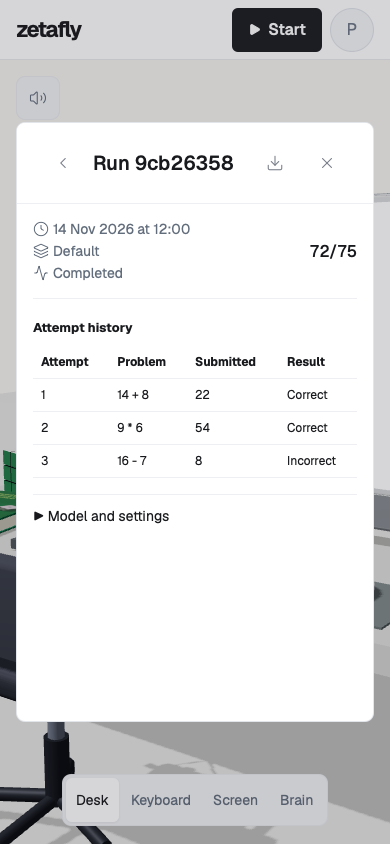 zetafly
Start
P
Run 9cb26358
14 Nov 2026 at 12:00
Default
72/75
Completed
Attempt history
Attempt Problem Submitted Result
1 14 + 8 22 Correct
2 9 * 6 54 Correct
3 16 - 7 8 Incorrect
Model and settings
Desk Keyboard Screen Brain